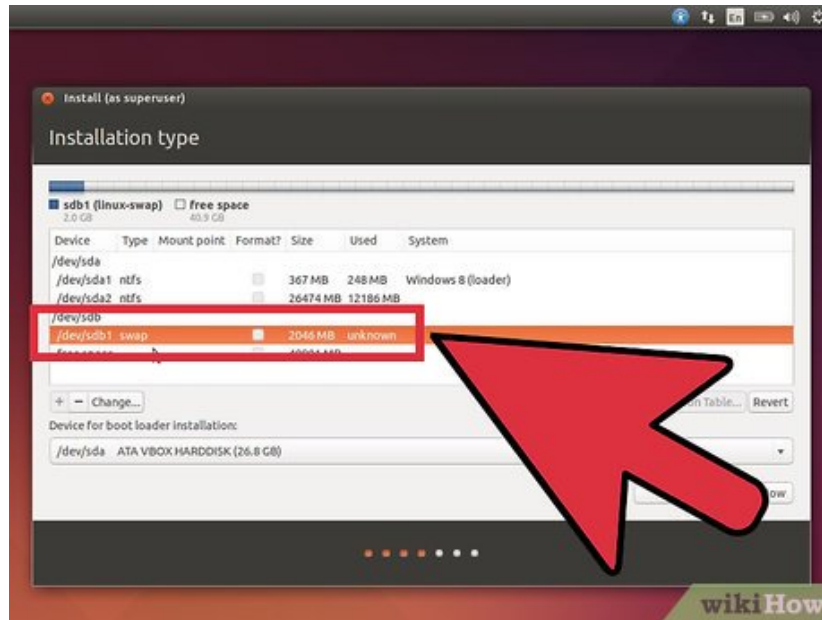 En
Install (as superuser)
Installation type
sdb1 (linux-swap) free space
2.0 GB 40.9 GB
Device Type Mount point Format? Size Used System
/dev/sda
/dev/sda1 ntfs 367 MB 248 MB Windows 8 (loader)
/dev/sda2 ntfs 26474 MB 12186 MB
/dev/sdb
/dev/sdb1 swap 2046 MB unknown
+ - Change... Table... Revert
Device for boot loader installation:
/dev/sda ATA VBOX HARDDISK (26.8 GB)
wikiHow